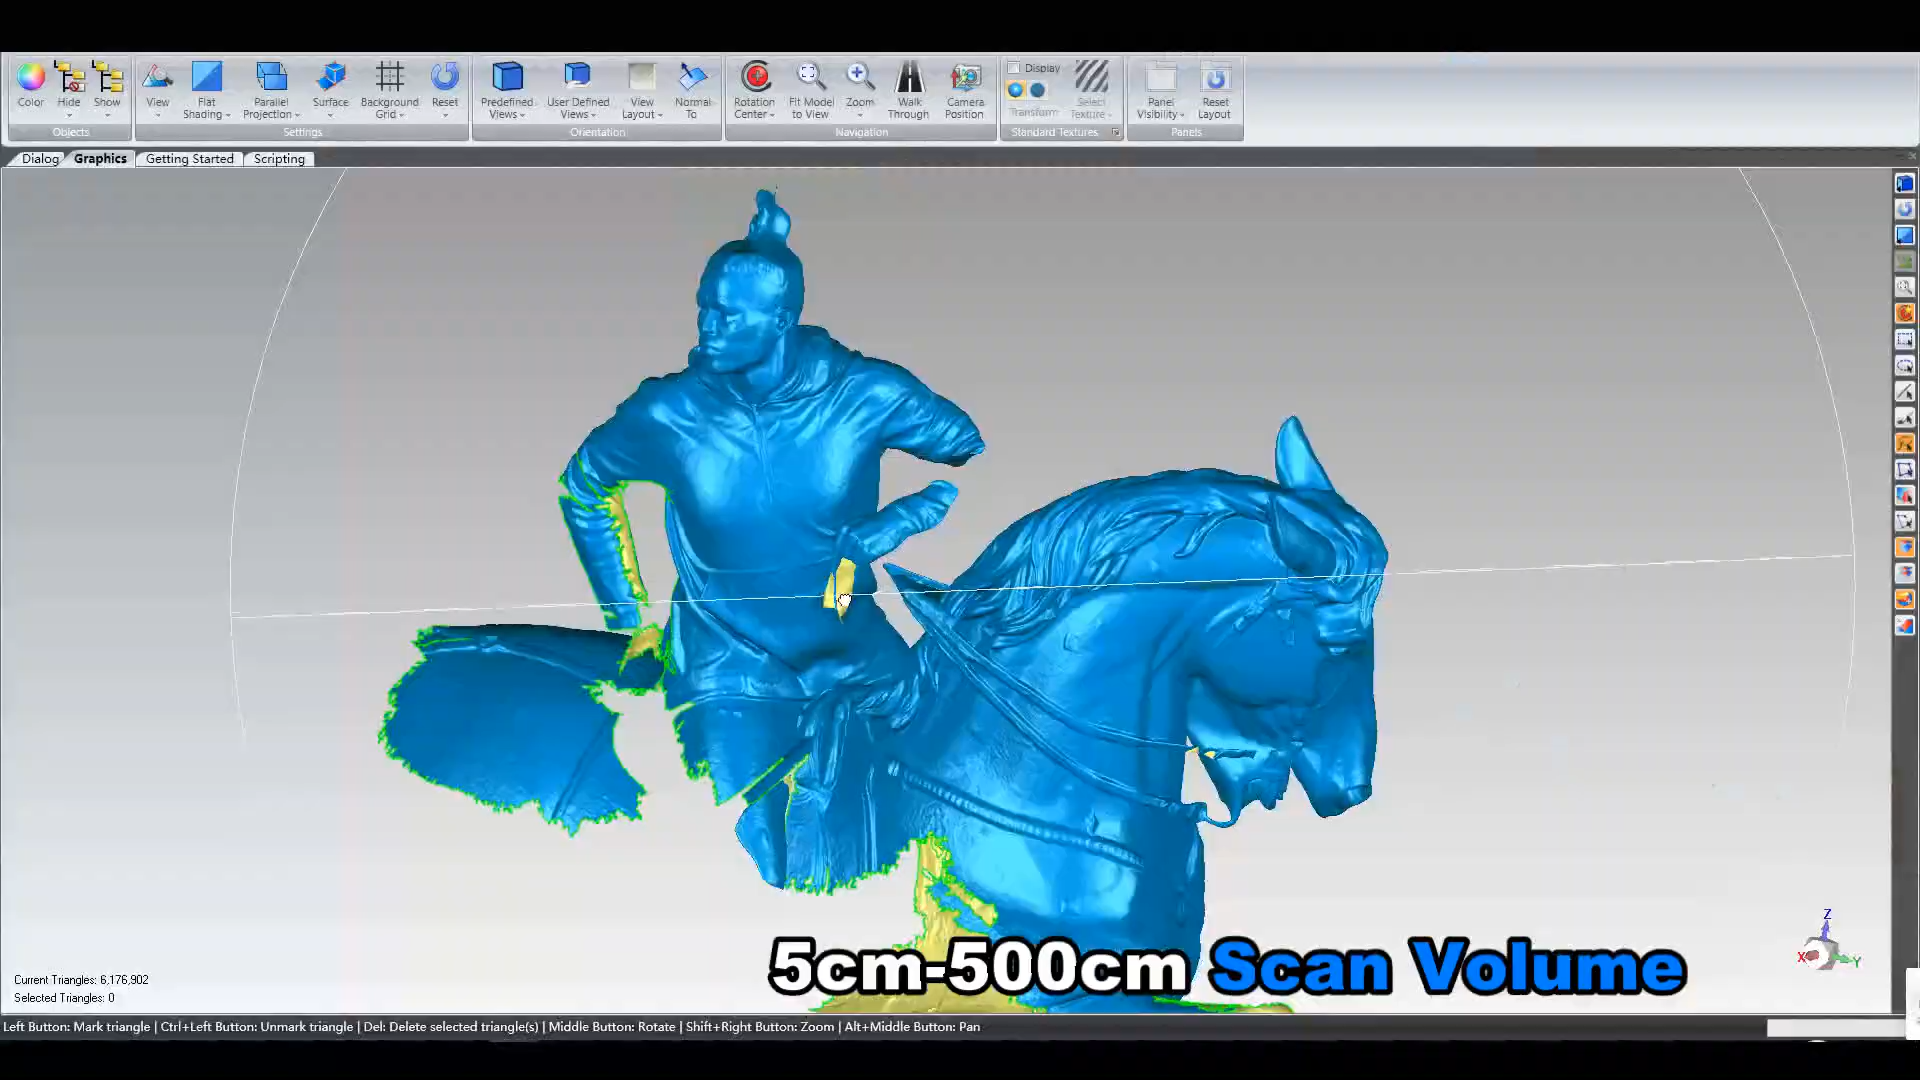 Color Hide Show View Flat Shading Parallel Projection Surface Background Grid Reset Predefined Views User Defined Views View Layout Normal To Rotation Center Fit Model to View Zoom Walk Through Camera Position Display Transform Select Texture Panel Visibility Reset Layout
Objects Settings Orientation Navigation Standard Textures Panels
Dialog Graphics Getting Started Scripting
Z
X
Y
5cm-500cm Scan Volume
Current Triangles: 6,176,902
Selected Triangles: 0
Left Button: Mark triangle | Ctrl+Left Button: Unmark triangle | Del: Delete selected triangle(s) | Middle Button: Rotate | Shift+Right Button: Zoom | Alt+Middle Button: Pan